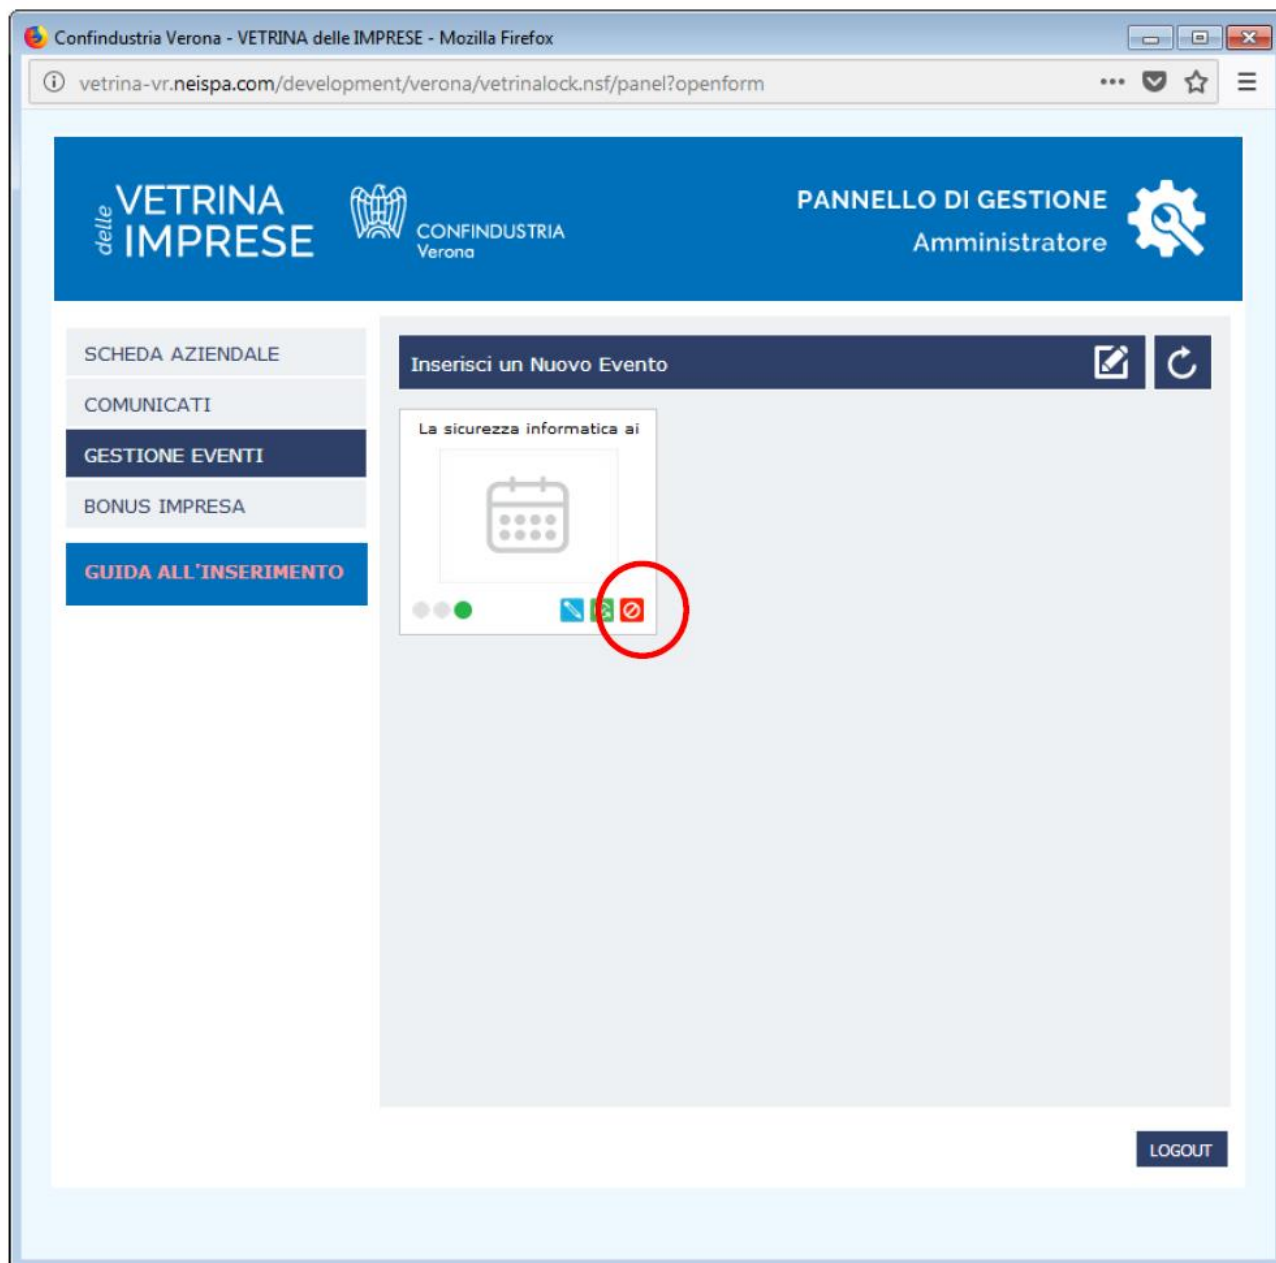 Confindustria Verona - VETRINA delle IMPRESE - Mozilla Firefox
vetrina-vr.neispa.com/development/verona/vetrinalock.nsf/panel?openform
delle VETRINA IMPRESE
CONFINDUSTRIA
Verona
PANNELLO DI GESTIONE
Amministratore
SCHEDA AZIENDALE
COMUNICATI
GESTIONE EVENTI
BONUS IMPRESA
GUIDA ALL'INSERIMENTO
Inserisci un Nuovo Evento
La sicurezza informatica ai
LOGOUT